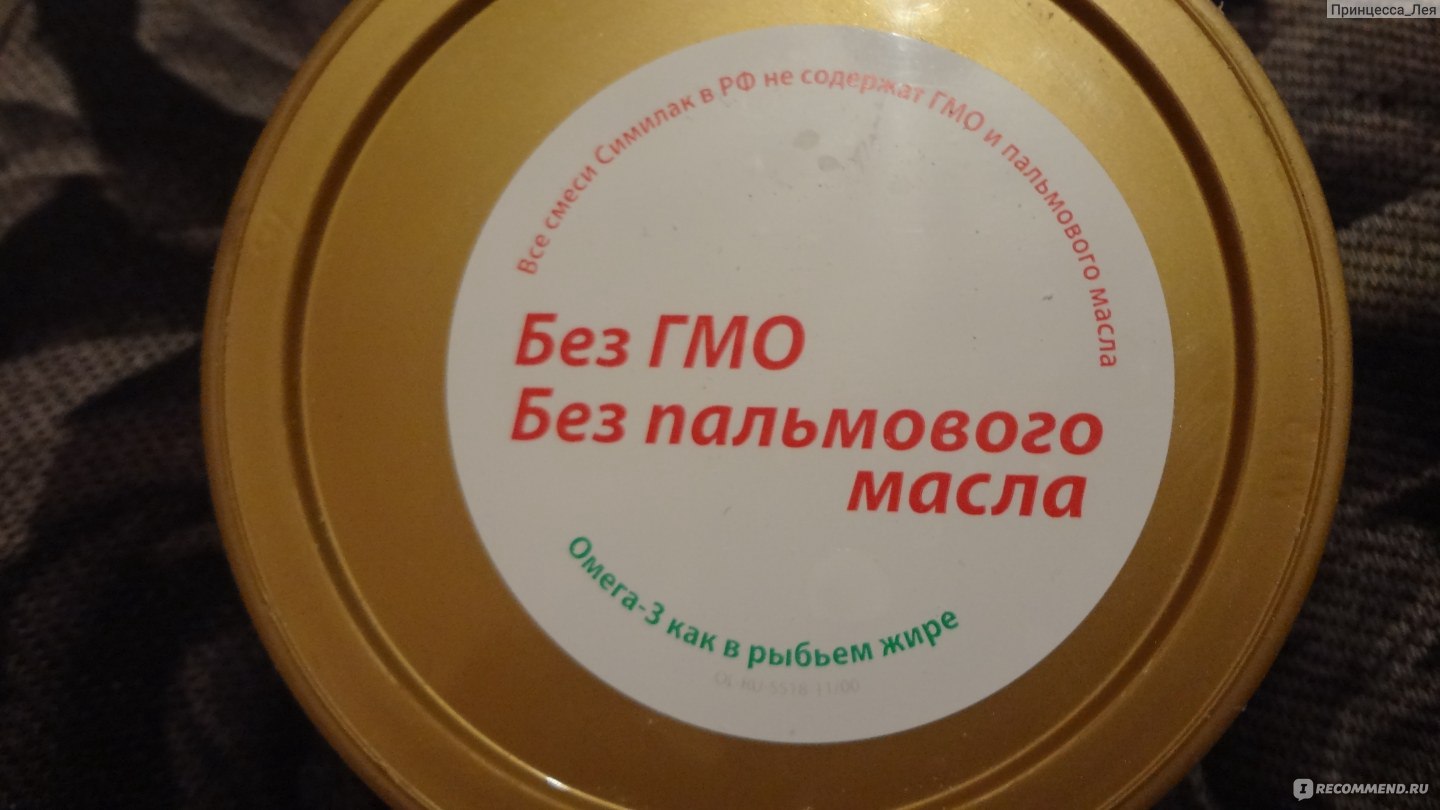 Принцесса_Лея
Все смеси Симилак в РФ не содержат ГМО и пальмового масла
Без ГМО
Без пальмового
масла
Омега-3 как в рыбьем жире
I RECOMMEND.RU